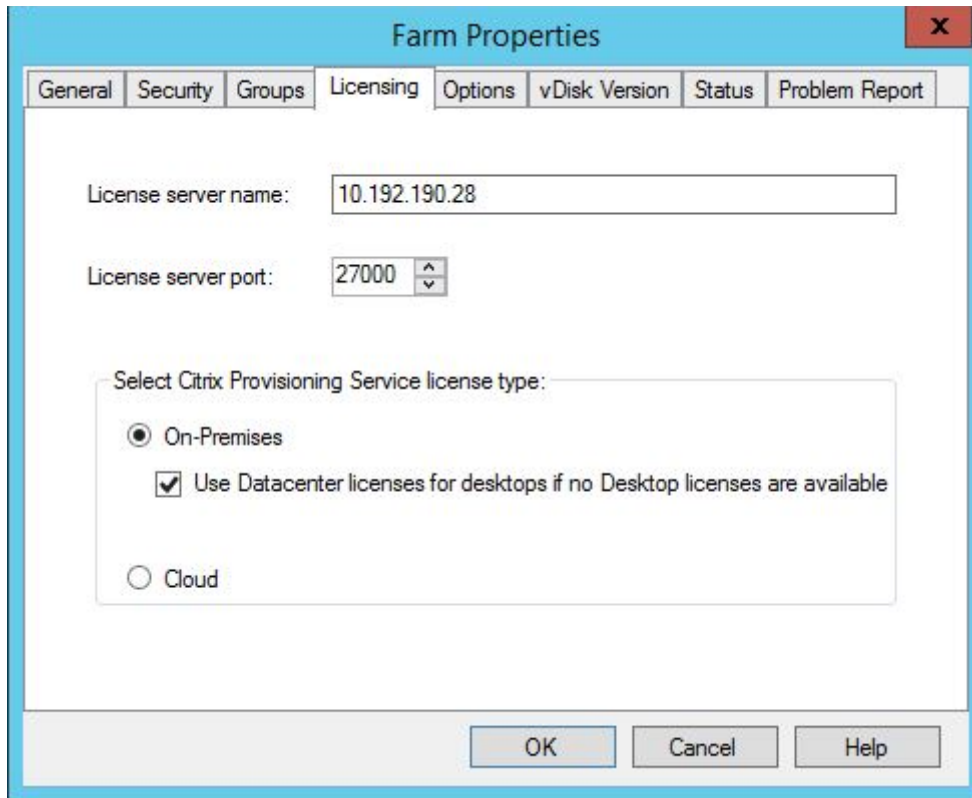 Farm Properties
X
General Security Groups Licensing Options vDisk Version Status Problem Report
License server name: 10.192.190.28
License server port: 27000
Select Citrix Provisioning Service license type:
On-Premises
Use Datacenter licenses for desktops if no Desktop licenses are available
Cloud
OK Cancel Help